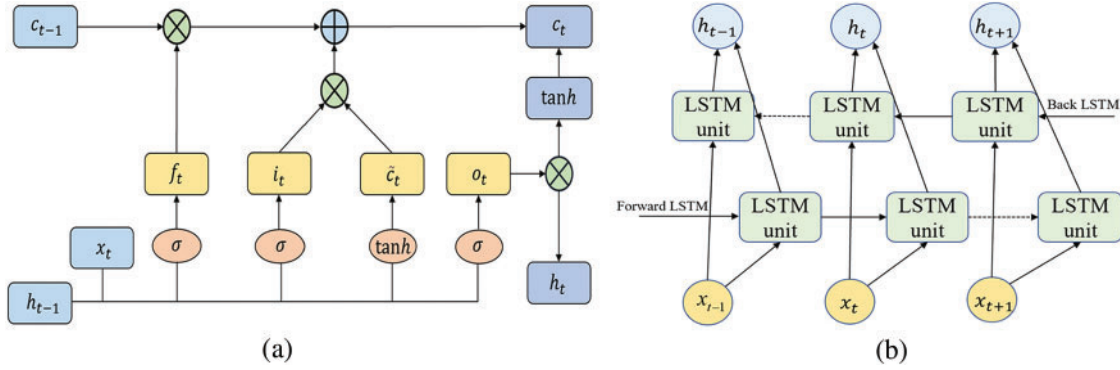 c_{t-1}
c_t
tanh
f_t
i_t
c̃_t
o_t
x_t
σ
σ
tanh
σ
h_{t-1}
h_t
(a)
h_{t-1}
h_t
h_{t+1}
LSTM
unit
LSTM
unit
LSTM
unit
Back LSTM
Forward LSTM
LSTM
unit
LSTM
unit
LSTM
unit
x_{t-1}
x_t
x_{t+1}
(b)